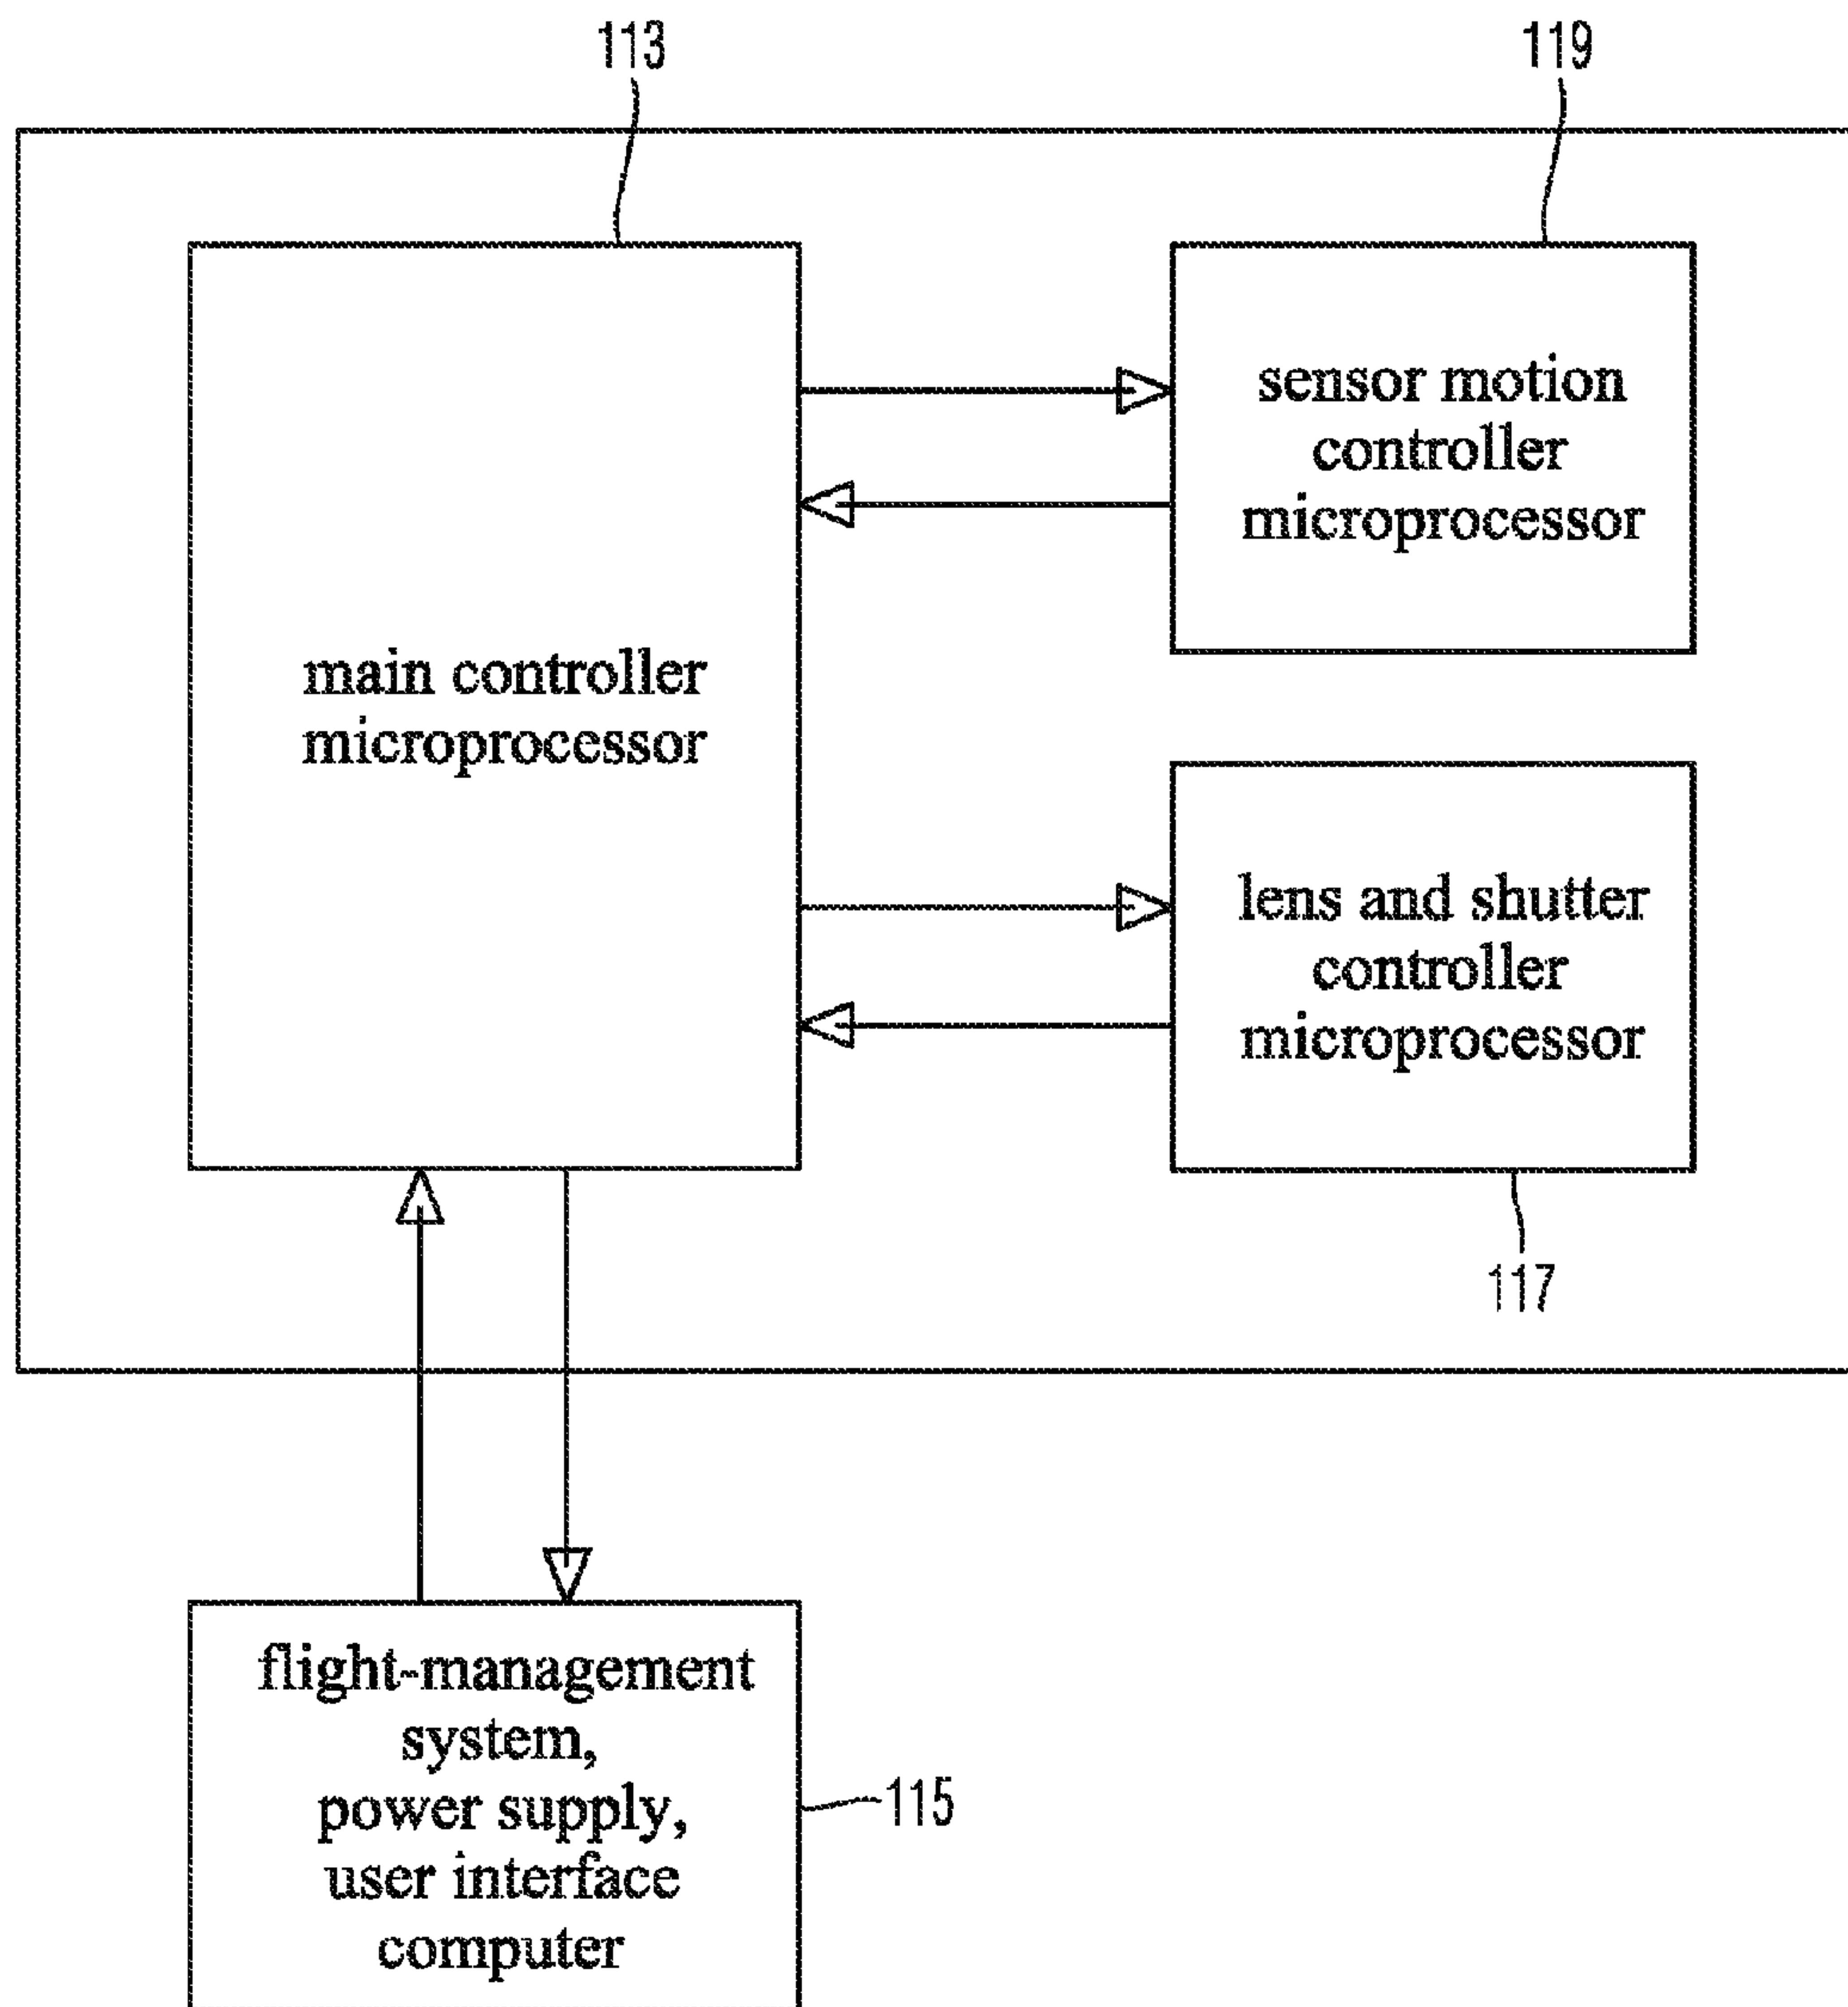 113
119
sensor motion
controller
microprocessor
main controller
microprocessor
lens and shutter
controller
microprocessor
117
flight-management
system,
power supply,
user interface
computer
115